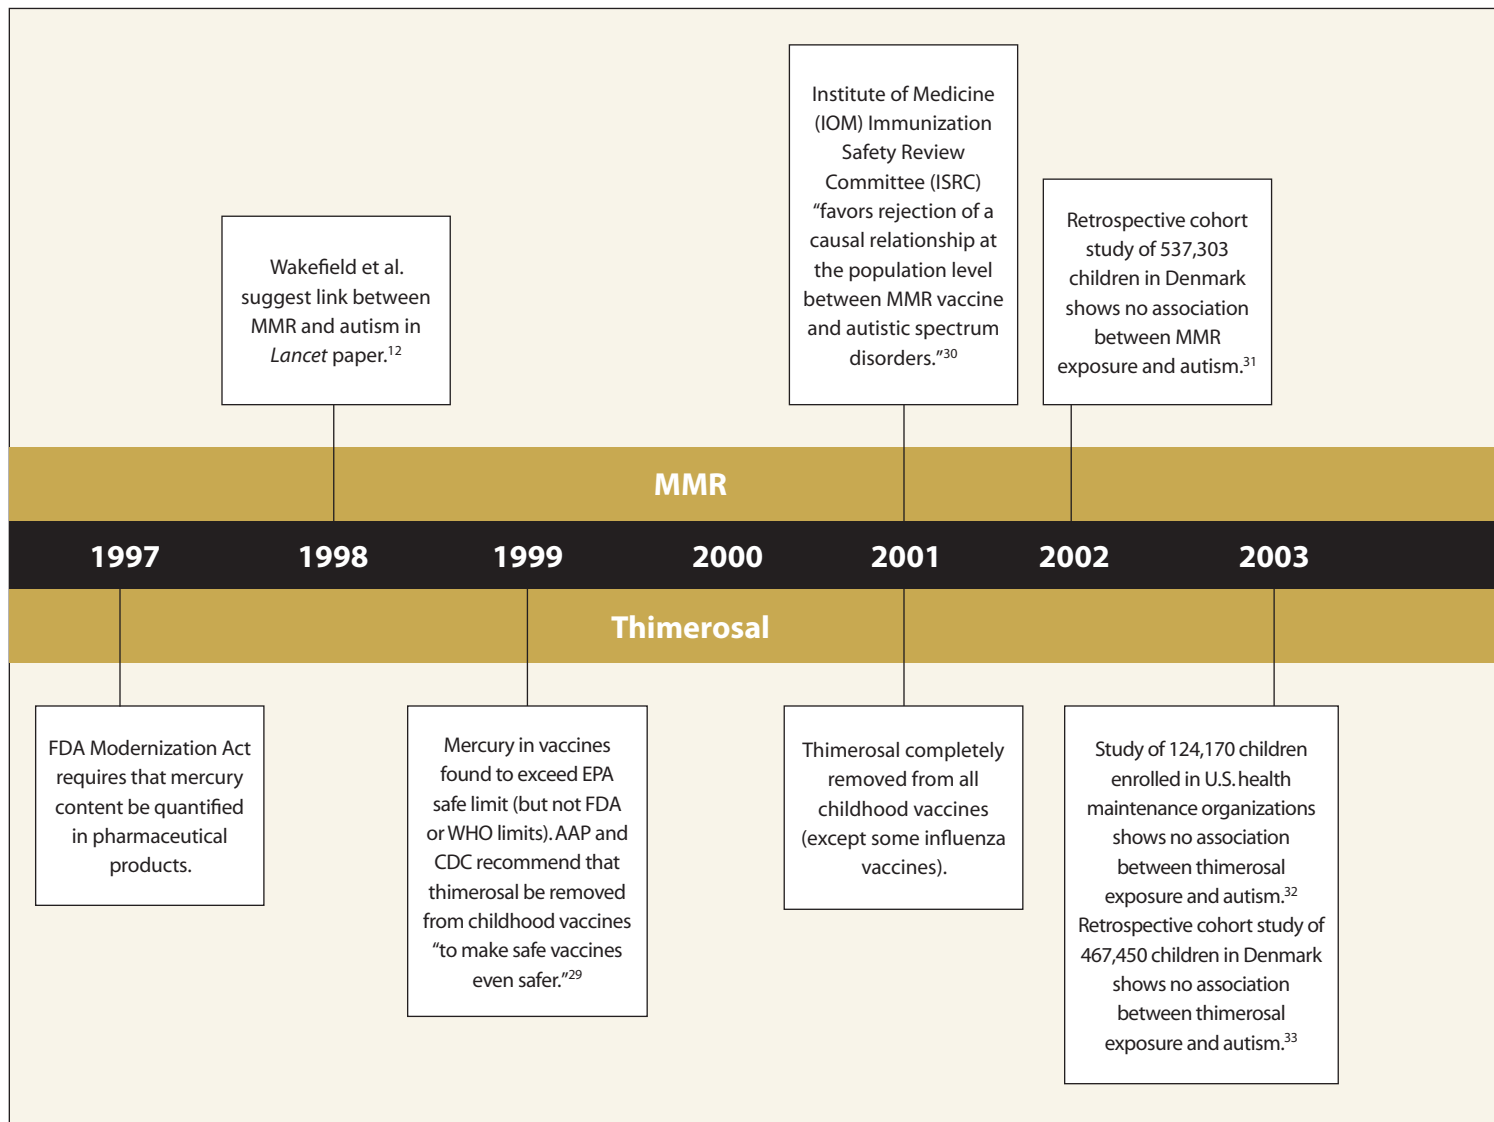 Wakefield et al.
suggest link between
MMR and autism in
Lancet paper.12
Institute of Medicine
(IOM) Immunization
Safety Review
Committee (ISRC)
“favors rejection of a
causal relationship at
the population level
between MMR vaccine
and autistic spectrum
disorders.”30
Retrospective cohort
study of 537,303
children in Denmark
shows no association
between MMR
exposure and autism.31
MMR
1997 1998 1999 2000 2001 2002 2003
Thimerosal
FDA Modernization Act
requires that mercury
content be quantified
in pharmaceutical
products.
Mercury in vaccines
found to exceed EPA
safe limit (but not FDA
or WHO limits). AAP and
CDC recommend that
thimerosal be removed
from childhood vaccines
“to make safe vaccines
even safer.”29
Thimerosal completely
removed from all
childhood vaccines
(except some influenza
vaccines).
Study of 124,170 children
enrolled in U.S. health
maintenance organizations
shows no association
between thimerosal
exposure and autism.32
Retrospective cohort study of
467,450 children in Denmark
shows no association
between thimerosal
exposure and autism.33